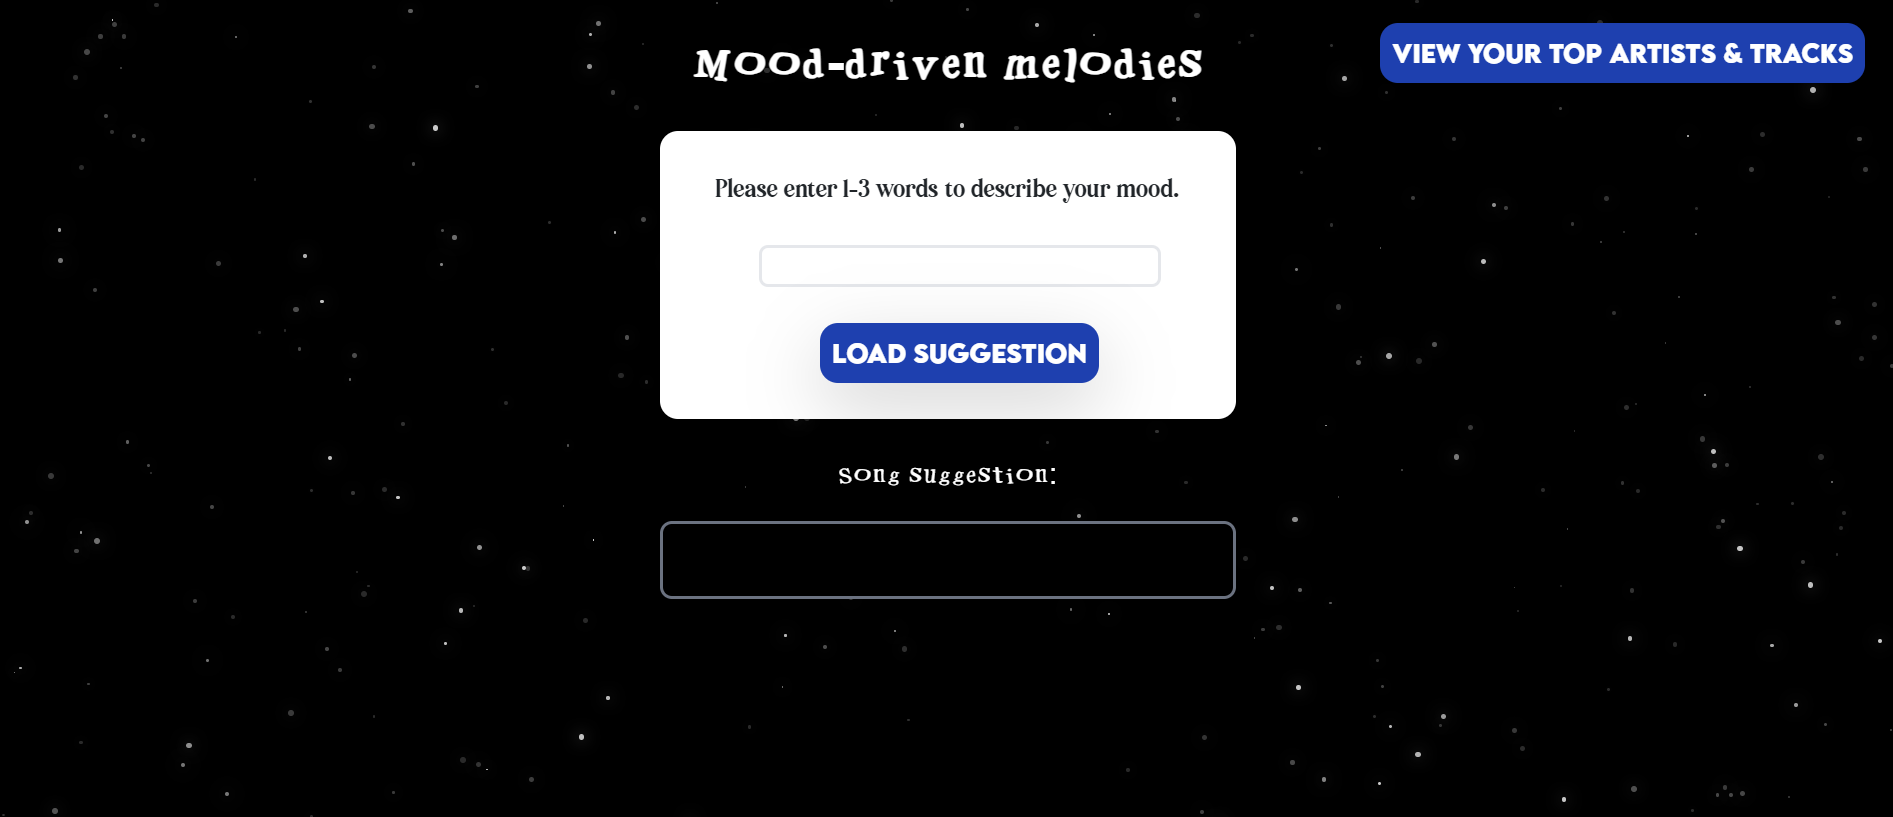 Mood-driven melodies
VIEW YOUR TOP ARTISTS & TRACKS
Please enter 1-3 words to describe your mood.
LOAD SUGGESTION
Song Suggestion: